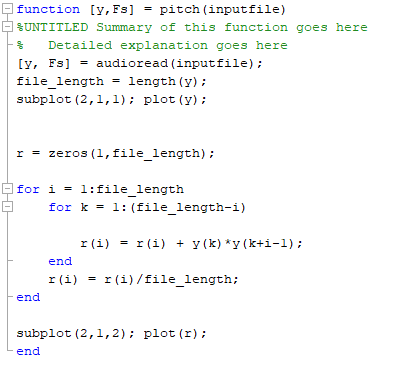 function [y,Fs] = pitch(inputfile)
%UNTITLED Summary of this function goes here
%   Detailed explanation goes here
[y, Fs] = audioread(inputfile);
file_length = length(y);
subplot(2,1,1); plot(y);
r = zeros(1,file_length);
for i = 1:file_length
    for k = 1:(file_length-i)
        r(i) = r(i) + y(k)*y(k+i-1);
    end
    r(i) = r(i)/file_length;
end
subplot(2,1,2); plot(r);
end